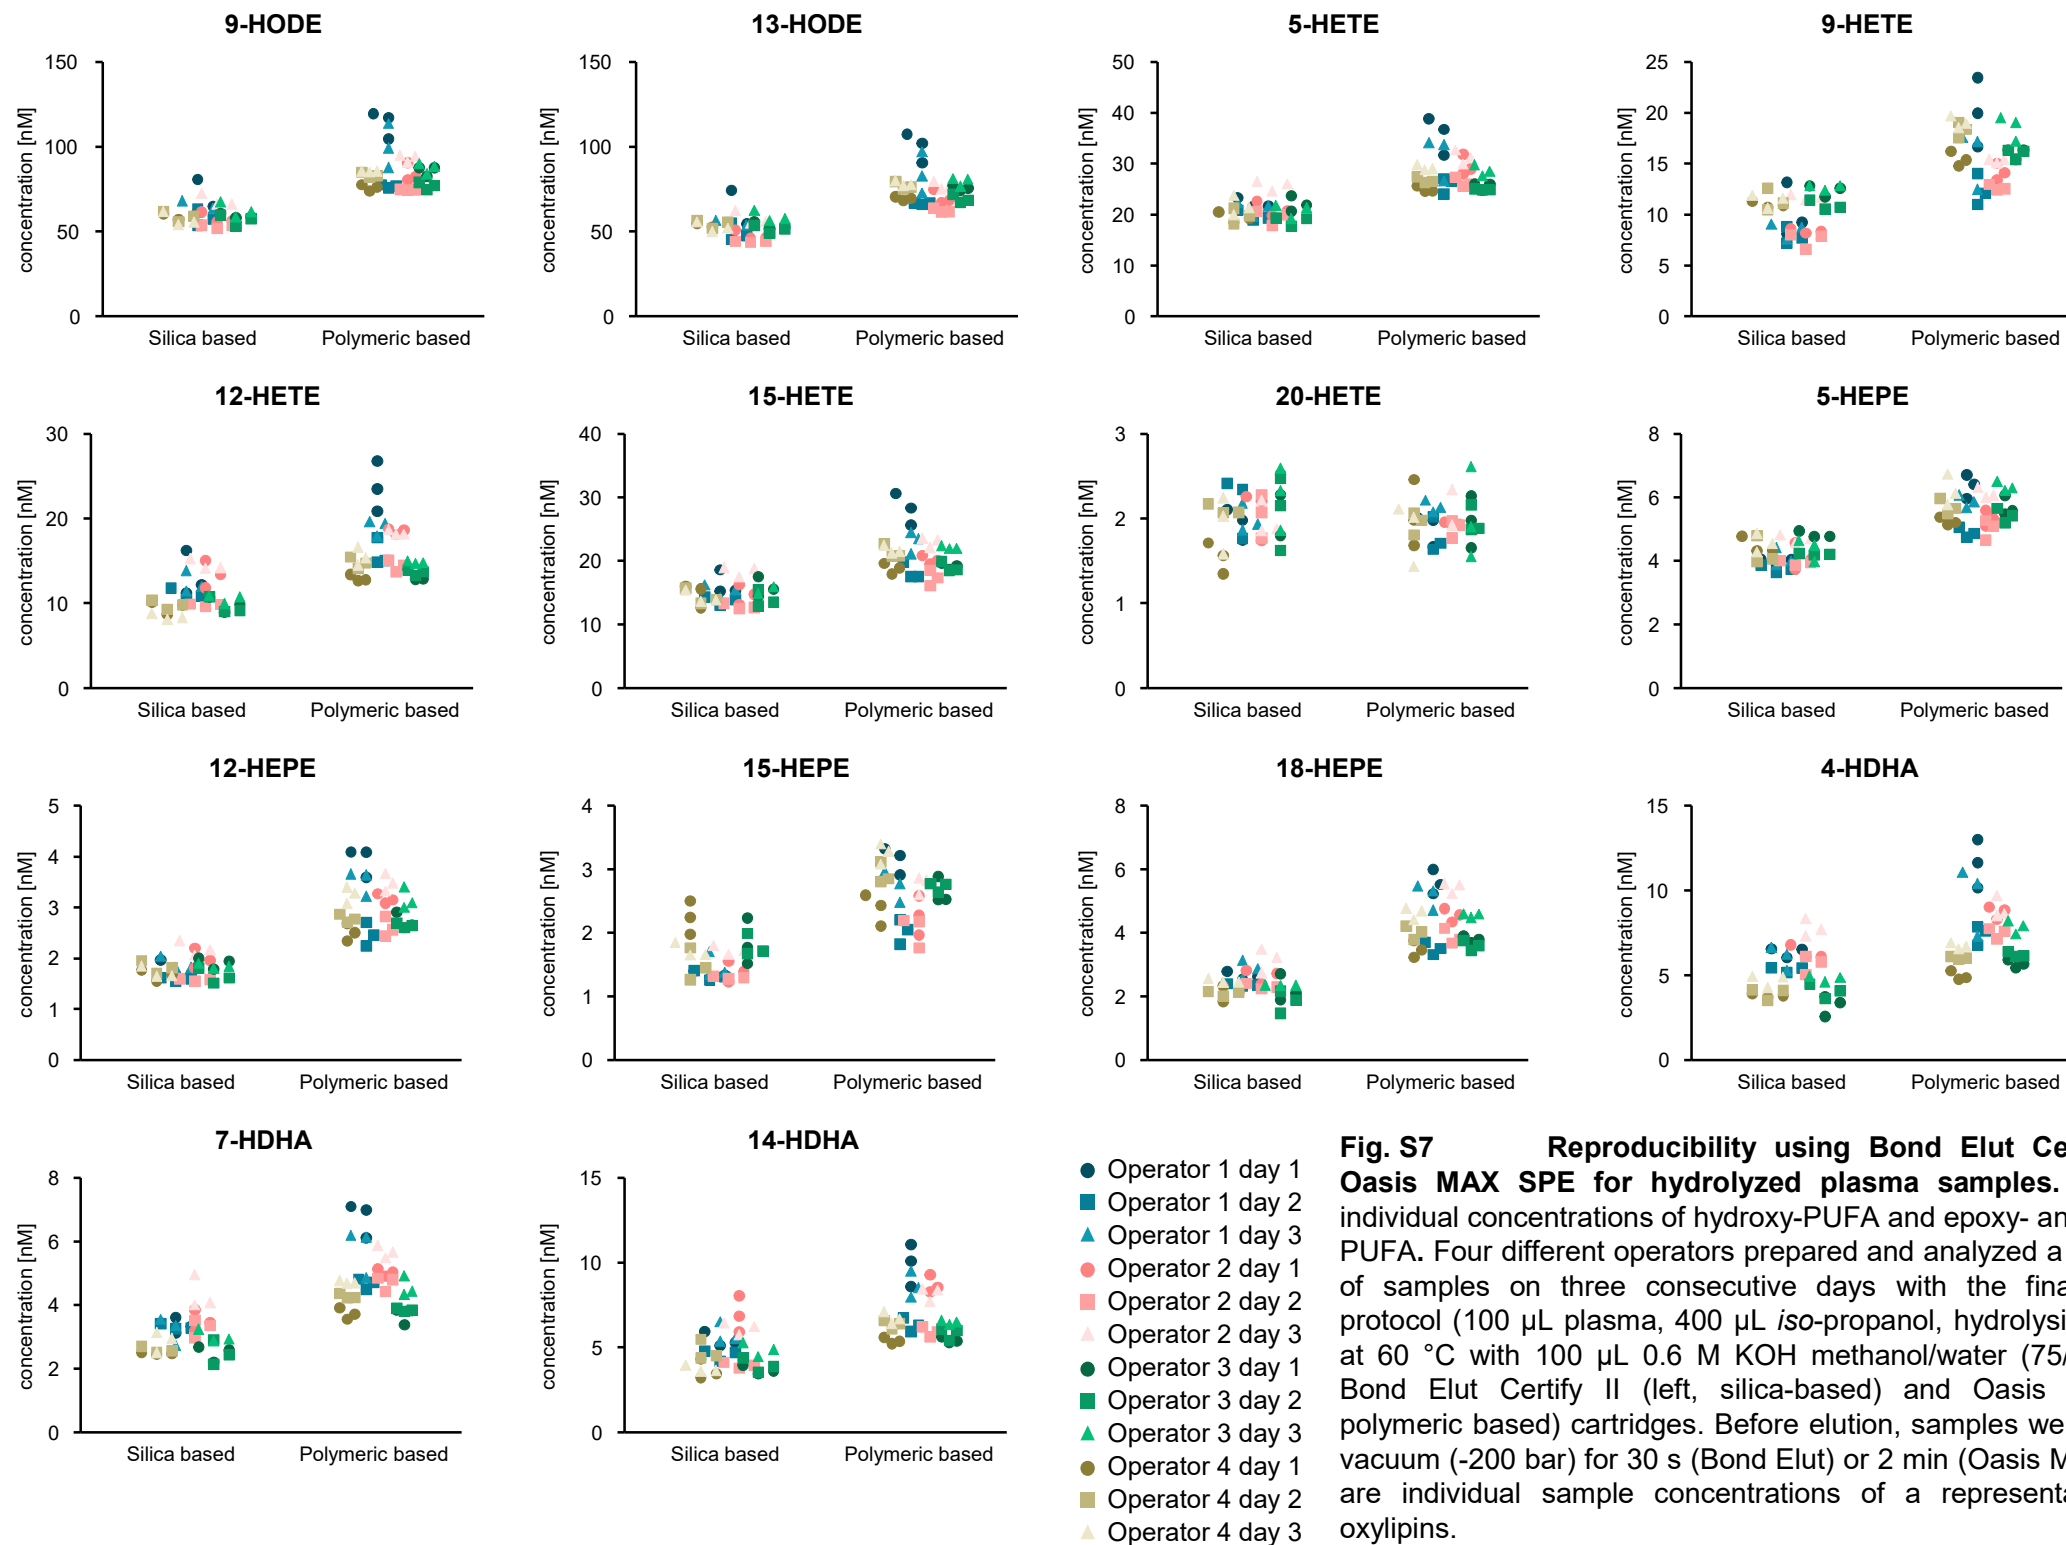 9-HODE
13-HODE
5-HETE
9-HETE
concentration [nM]
150
100
50
0
Silica based
Polymeric based
concentration [nM]
150
100
50
0
Silica based
Polymeric based
concentration [nM]
50
40
30
20
10
0
Silica based
Polymeric based
concentration [nM]
25
20
15
10
5
0
Silica based
Polymeric based
12-HETE
15-HETE
20-HETE
5-HEPE
concentration [nM]
30
20
10
0
Silica based
Polymeric based
concentration [nM]
40
30
20
10
0
Silica based
Polymeric based
concentration [nM]
3
2
1
0
Silica based
Polymeric based
concentration [nM]
8
6
4
2
0
Silica based
Polymeric based
12-HEPE
15-HEPE
18-HEPE
4-HDHA
concentration [nM]
5
4
3
2
1
0
Silica based
Polymeric based
concentration [nM]
4
3
2
1
0
Silica based
Polymeric based
concentration [nM]
8
6
4
2
0
Silica based
Polymeric based
concentration [nM]
15
10
5
0
Silica based
Polymeric based
7-HDHA
14-HDHA
concentration [nM]
8
6
4
2
0
Silica based
Polymeric based
concentration [nM]
15
10
5
0
Silica based
Polymeric based
Operator 1 day 1
Operator 1 day 2
Operator 1 day 3
Operator 2 day 1
Operator 2 day 2
Operator 2 day 3
Operator 3 day 1
Operator 3 day 2
Operator 3 day 3
Operator 4 day 1
Operator 4 day 2
Operator 4 day 3
Fig. S7 Reproducibility using Bond Elut Ce
Oasis MAX SPE for hydrolyzed plasma samples.
individual concentrations of hydroxy-PUFA and epoxy- an
PUFA. Four different operators prepared and analyzed a
of samples on three consecutive days with the fina
protocol (100 µL plasma, 400 µL iso-propanol, hydrolysi
at 60 °C with 100 µL 0.6 M KOH methanol/water (75/
Bond Elut Certify II (left, silica-based) and Oasis
polymeric based) cartridges. Before elution, samples we
vacuum (-200 bar) for 30 s (Bond Elut) or 2 min (Oasis M
are individual sample concentrations of a representa
oxylipins.